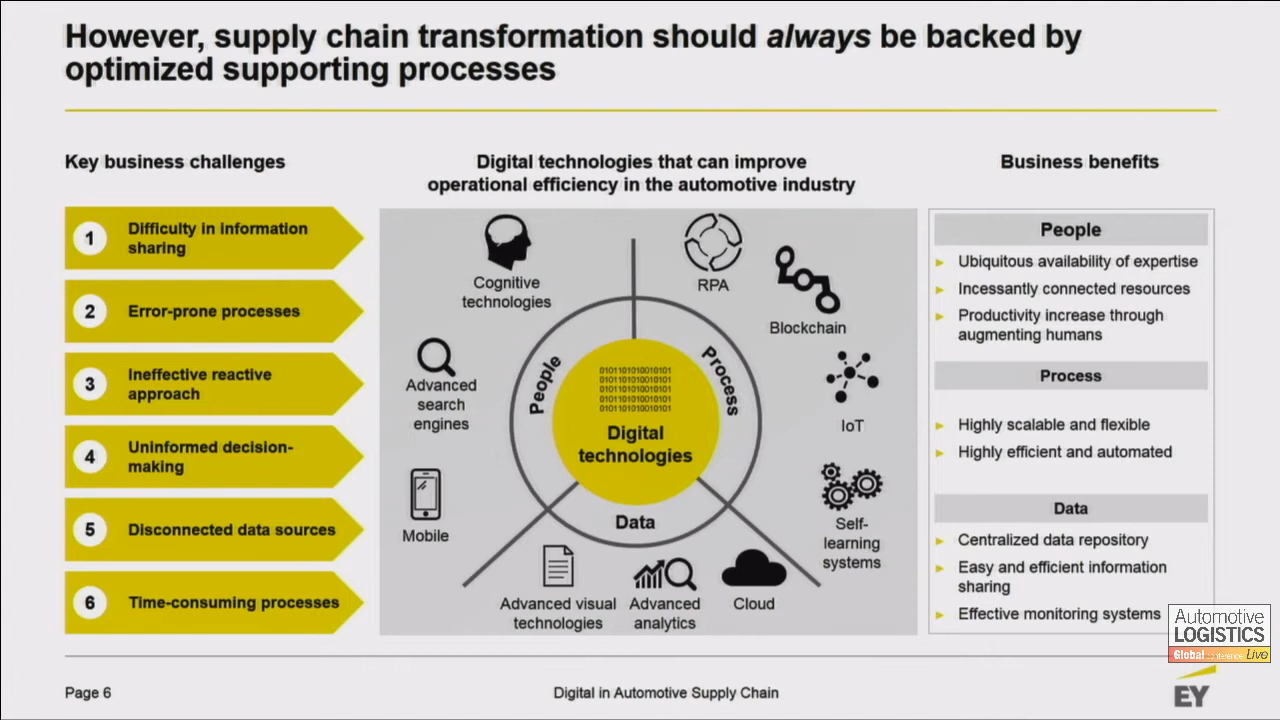 However, supply chain transformation should always be backed by
optimized supporting processes
Key business challenges
1
Difficulty in information
sharing
2
Error-prone processes
3
Ineffective reactive
approach
4
Uninformed decision-
making
5
Disconnected data sources
6
Time-consuming processes
Digital technologies that can improve
operational efficiency in the automotive industry
Cognitive
technologies
RPA
Blockchain
Advanced
search
engines
IoT
Mobile
Self-
learning
systems
Advanced visual
technologies
Advanced
analytics
Cloud
People
Process
Data
0101101010010101
0101101010010101
0101101010010101
0101101010010101
0101101010010101
Digital
technologies
Business benefits
People
Ubiquitous availability of expertise
Incessantly connected resources
Productivity increase through
augmenting humans
Process
Highly scalable and flexible
Highly efficient and automated
Data
Centralized data repository
Easy and efficient information
sharing
Effective monitoring systems
Automotive
LOGISTICS
Global conference Live
Page 6
Digital in Automotive Supply Chain
EY